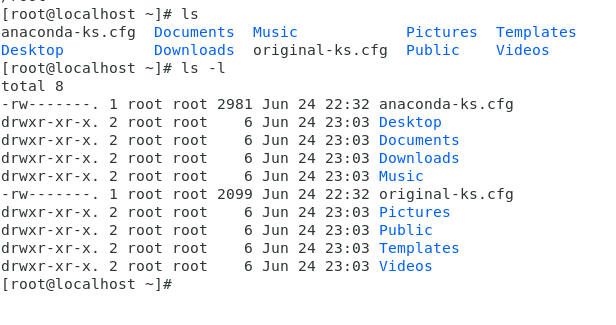 [root@localhost ~]# ls
anaconda-ks.cfg  Documents  Music            Pictures  Templates
Desktop          Downloads  original-ks.cfg  Public    Videos
[root@localhost ~]# ls -l
total 8
-rw-------. 1 root root 2981 Jun 24 22:32 anaconda-ks.cfg
drwxr-xr-x. 2 root root    6 Jun 24 23:03 Desktop
drwxr-xr-x. 2 root root    6 Jun 24 23:03 Documents
drwxr-xr-x. 2 root root    6 Jun 24 23:03 Downloads
drwxr-xr-x. 2 root root    6 Jun 24 23:03 Music
-rw-------. 1 root root 2099 Jun 24 22:32 original-ks.cfg
drwxr-xr-x. 2 root root    6 Jun 24 23:03 Pictures
drwxr-xr-x. 2 root root    6 Jun 24 23:03 Public
drwxr-xr-x. 2 root root    6 Jun 24 23:03 Templates
drwxr-xr-x. 2 root root    6 Jun 24 23:03 Videos
[root@localhost ~]#